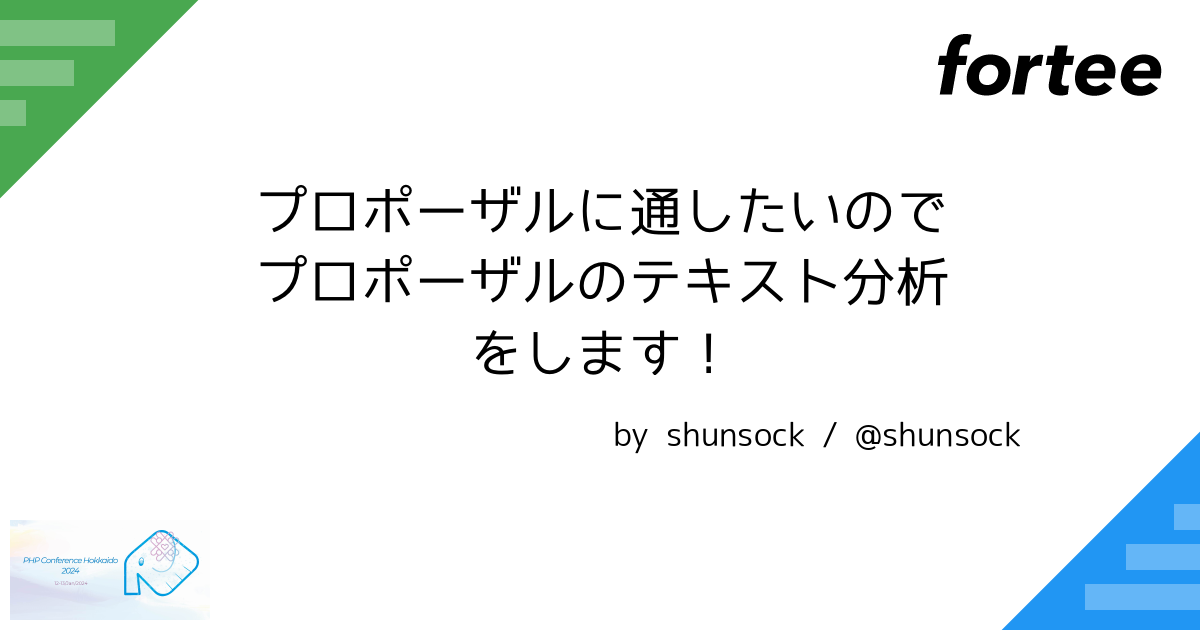 fortee
プロポーザルに通したいので
プロポーザルのテキスト分析
をします！
by shunsock / @shunsock
PHP Conference Hokkaido
2024